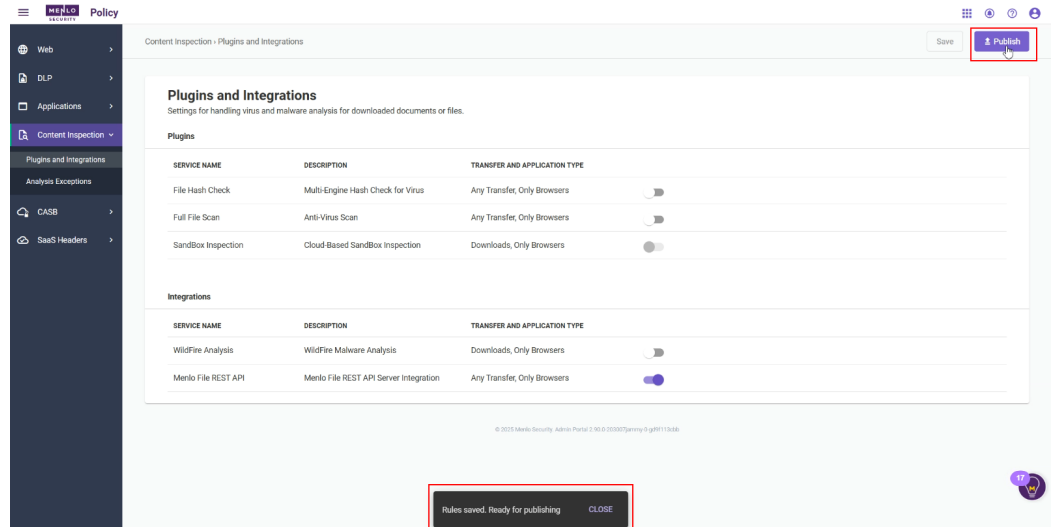 MENLO
SECURITY
Policy
Web
DLP
Applications
Content Inspection
Plugins and Integrations
Analysis Exceptions
CASB
SaaS Headers
Content Inspection › Plugins and Integrations
Save
Publish
Plugins and Integrations
Settings for handling virus and malware analysis for downloaded documents or files.
Plugins
SERVICE NAME DESCRIPTION TRANSFER AND APPLICATION TYPE
File Hash Check Multi-Engine Hash Check for Virus Any Transfer, Only Browsers
Full File Scan Anti-Virus Scan Any Transfer, Only Browsers
SandBox Inspection Cloud-Based SandBox Inspection Downloads, Only Browsers
Integrations
SERVICE NAME DESCRIPTION TRANSFER AND APPLICATION TYPE
WildFire Analysis WildFire Malware Analysis Downloads, Only Browsers
Menlo File REST API Menlo File REST API Server Integration Any Transfer, Only Browsers
© 2025 Menlo Security. Admin Portal
17
Rules saved. Ready for publishing CLOSE